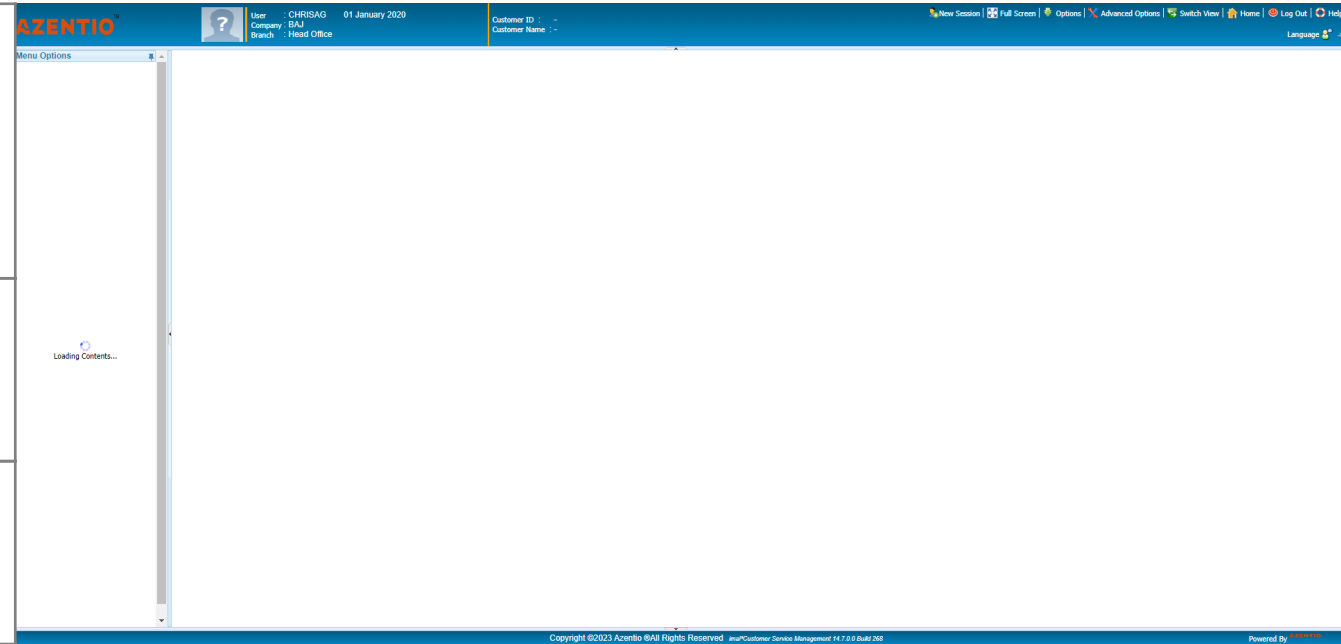 AZENTIO™
User : CHRISAG 01 January 2020
Company : BAJ
Branch : Head Office
Customer ID : -
Customer Name : -
New Session | Full Screen | Options | Advanced Options | Switch View | Home | Log Out | Help
Language
Menu Options
Loading Contents...
Copyright ©2023 Azentio ®All Rights Reserved imal®Customer Service Management 14.7.0.0 Build 268
Powered By AZENTIO